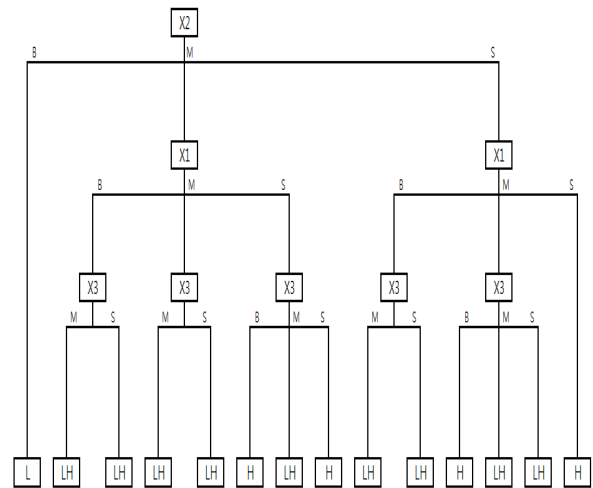 X2
B M S
X1 X1
B M S B M S
X3 X3 X3 X3 X3
M S M S B M S M S B M S
L LH LH LH LH H LH H LH LH H LH LH H